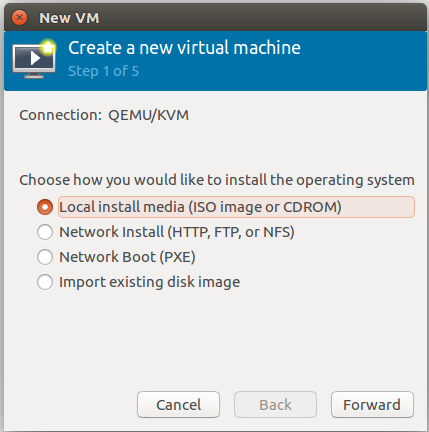 New VM
Create a new virtual machine
Step 1 of 5
Connection: QEMU/KVM
Choose how you would like to install the operating system
Local install media (ISO image or CDROM)
Network Install (HTTP, FTP, or NFS)
Network Boot (PXE)
Import existing disk image
Cancel Back Forward